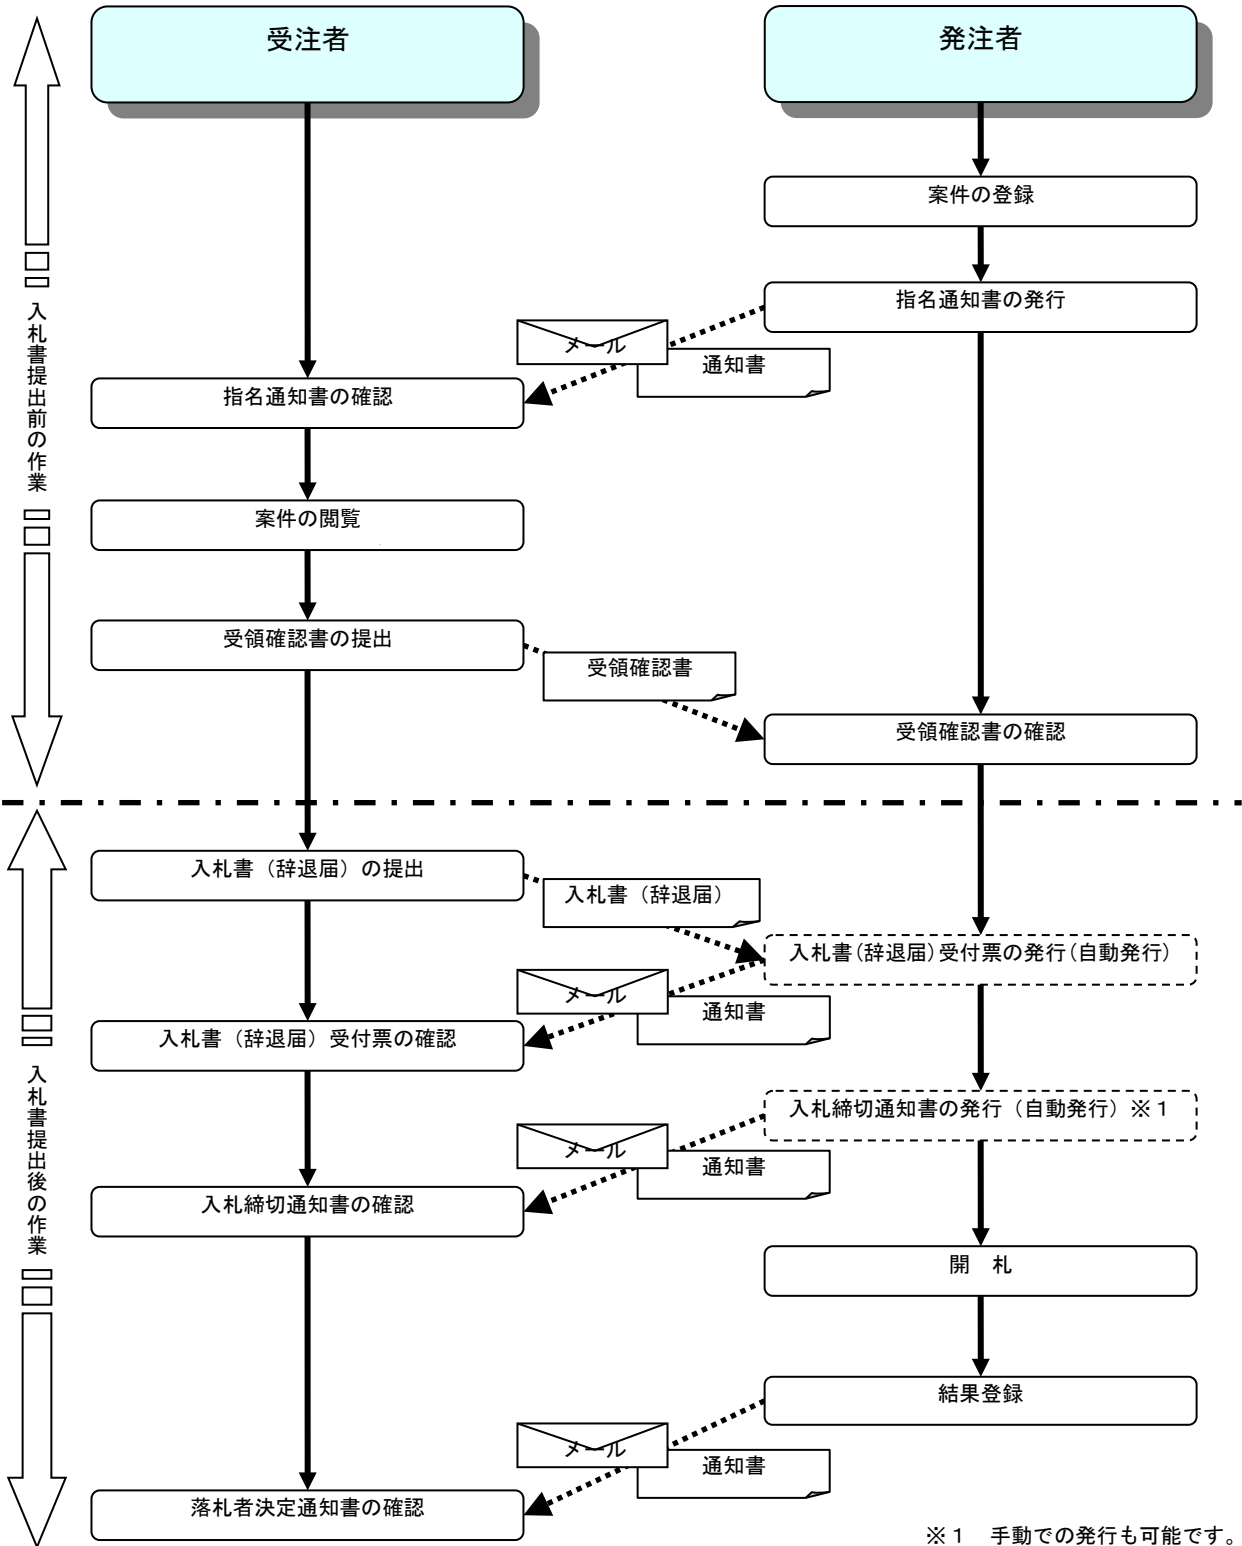 受注者
発注者
案件の登録
指名通知書の発行
メール
通知書
指名通知書の確認
入札書提出前の作業
案件の閲覧
受領確認書の提出
受領確認書
受領確認書の確認
入札書（辞退届）の提出
入札書（辞退届）
入札書(辞退届)受付票の発行(自動発行)
メール
通知書
入札書（辞退届）受付票の確認
入札書提出後の作業
入札締切通知書の発行（自動発行）※１
メール
通知書
入札締切通知書の確認
開　札
結果登録
メール
通知書
落札者決定通知書の確認
※１　手動での発行も可能です。